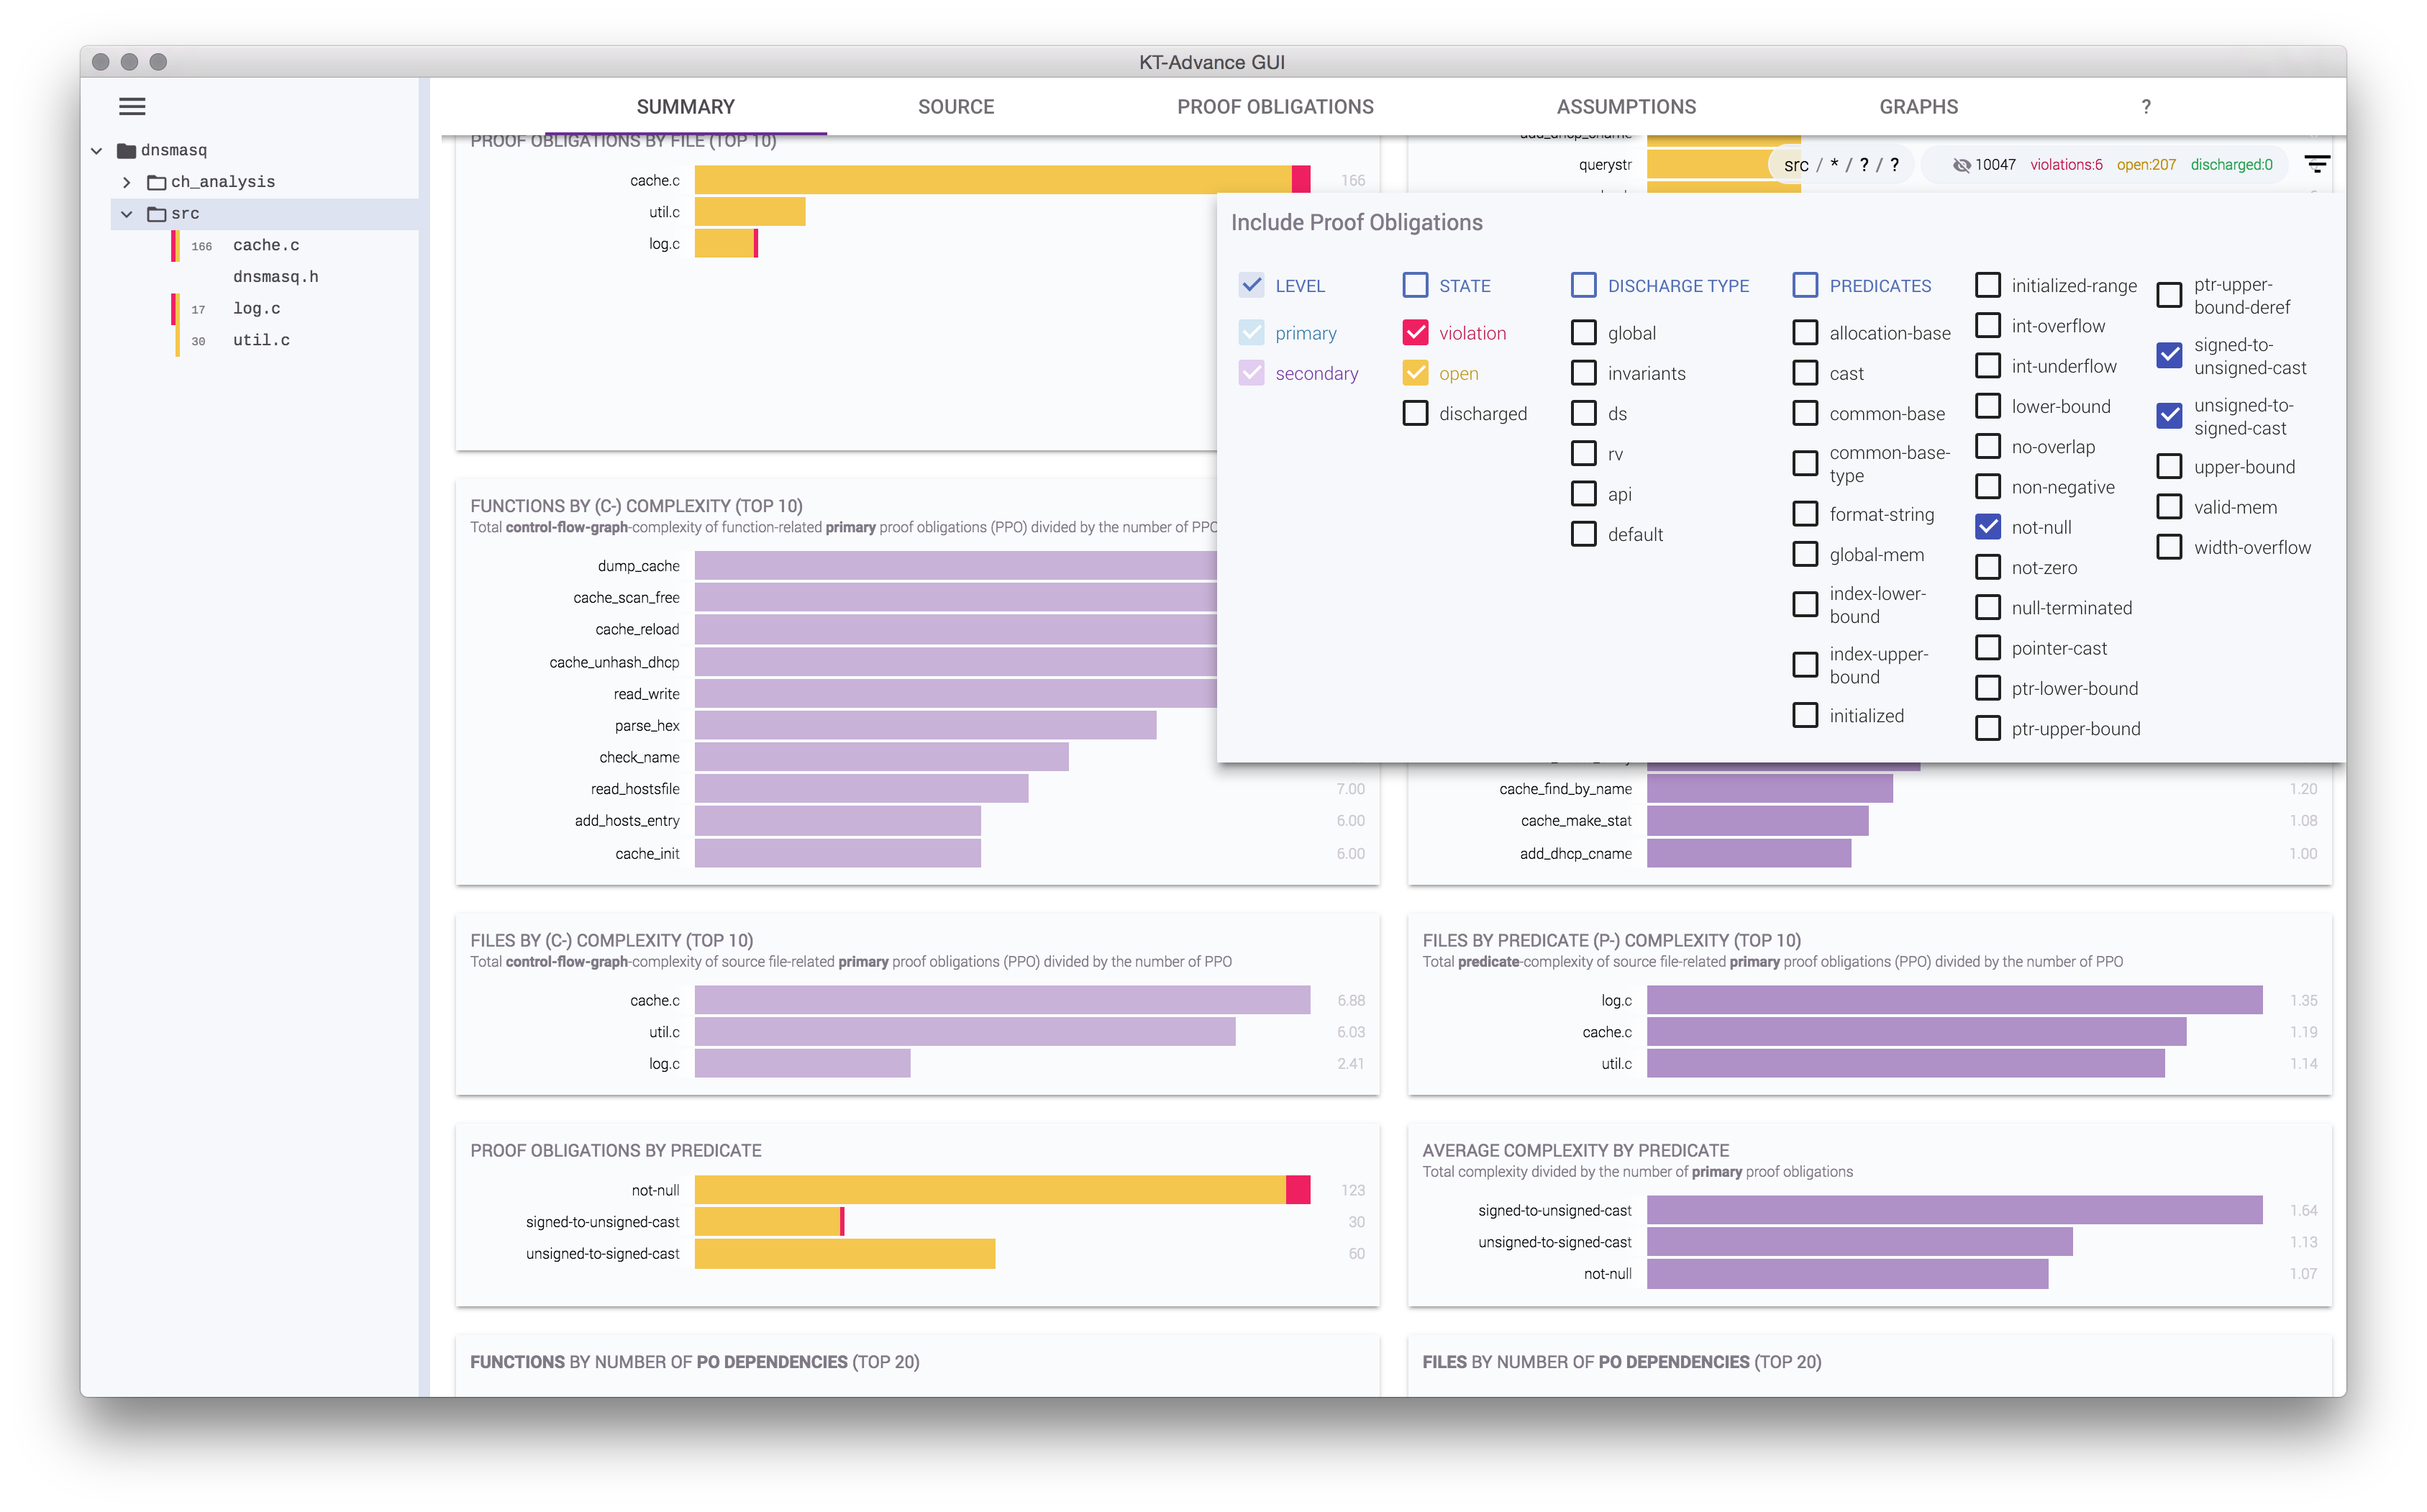 KT-Advance GUI
SUMMARY
SOURCE
PROOF OBLIGATIONS
ASSUMPTIONS
GRAPHS
?
dnsmasq
ch_analysis
src
166 cache.c
dnsmasq.h
17 log.c
30 util.c
PROOF OBLIGATIONS BY FILE (TOP 10)
cache.c 166
util.c
log.c
add_dhcp_cname
querystr
src / * / ? / ?
10047 violations:6 open:207 discharged:0
Include Proof Obligations
LEVEL
primary
secondary
STATE
violation
open
discharged
DISCHARGE TYPE
global
invariants
ds
rv
api
default
PREDICATES
allocation-base
cast
common-base
common-base-
type
format-string
global-mem
index-lower-
bound
index-upper-
bound
initialized
initialized-range
int-overflow
int-underflow
lower-bound
no-overlap
non-negative
not-null
not-zero
null-terminated
pointer-cast
ptr-lower-bound
ptr-upper-bound
ptr-upper-
bound-deref
signed-to-
unsigned-cast
unsigned-to-
signed-cast
upper-bound
valid-mem
width-overflow
FUNCTIONS BY (C-) COMPLEXITY (TOP 10)
Total control-flow-graph-complexity of function-related primary proof obligations (PPO) divided by the number of PPO
dump_cache
cache_scan_free
cache_reload
cache_unhash_dhcp
read_write
parse_hex
check_name
read_hostsfile 7.00
add_hosts_entry 6.00
cache_init 6.00
cache_find_by_name 1.20
cache_make_stat 1.08
add_dhcp_cname 1.00
FILES BY (C-) COMPLEXITY (TOP 10)
Total control-flow-graph-complexity of source file-related primary proof obligations (PPO) divided by the number of PPO
cache.c 6.88
util.c 6.03
log.c 2.41
FILES BY PREDICATE (P-) COMPLEXITY (TOP 10)
Total predicate-complexity of source file-related primary proof obligations (PPO) divided by the number of PPO
log.c 1.35
cache.c 1.19
util.c 1.14
PROOF OBLIGATIONS BY PREDICATE
not-null 123
signed-to-unsigned-cast 30
unsigned-to-signed-cast 60
AVERAGE COMPLEXITY BY PREDICATE
Total complexity divided by the number of primary proof obligations
signed-to-unsigned-cast 1.64
unsigned-to-signed-cast 1.13
not-null 1.07
FUNCTIONS BY NUMBER OF PO DEPENDENCIES (TOP 20)
FILES BY NUMBER OF PO DEPENDENCIES (TOP 20)